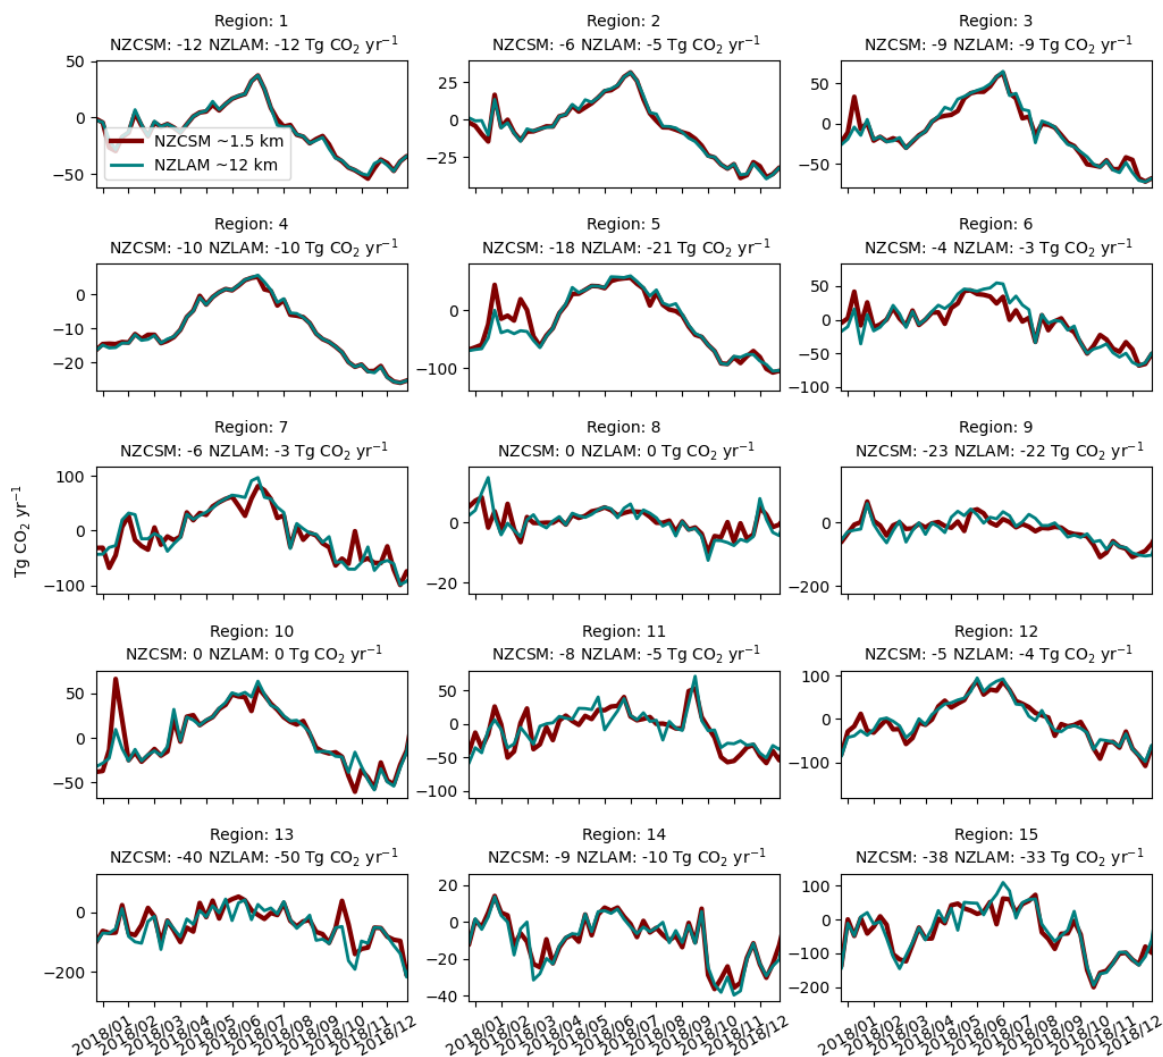 Region: 1
NZCSM: -12 NZLAM: -12 Tg CO₂ yr⁻¹
50
0
−50
NZCSM ~1.5 km
NZLAM ~12 km
Region: 2
NZCSM: -6 NZLAM: -5 Tg CO₂ yr⁻¹
25
0
−25
Region: 3
NZCSM: -9 NZLAM: -9 Tg CO₂ yr⁻¹
50
0
−50
Region: 4
NZCSM: -10 NZLAM: -10 Tg CO₂ yr⁻¹
0
−10
−20
Region: 5
NZCSM: -18 NZLAM: -21 Tg CO₂ yr⁻¹
0
−100
Region: 6
NZCSM: -4 NZLAM: -3 Tg CO₂ yr⁻¹
50
0
−50
−100
Tg CO₂ yr⁻¹
Region: 7
NZCSM: -6 NZLAM: -3 Tg CO₂ yr⁻¹
100
0
−100
Region: 8
NZCSM: 0 NZLAM: 0 Tg CO₂ yr⁻¹
0
−20
Region: 9
NZCSM: -23 NZLAM: -22 Tg CO₂ yr⁻¹
0
−200
Region: 10
NZCSM: 0 NZLAM: 0 Tg CO₂ yr⁻¹
50
0
−50
Region: 11
NZCSM: -8 NZLAM: -5 Tg CO₂ yr⁻¹
50
0
−50
−100
Region: 12
NZCSM: -5 NZLAM: -4 Tg CO₂ yr⁻¹
100
0
−100
Region: 13
NZCSM: -40 NZLAM: -50 Tg CO₂ yr⁻¹
0
−200
2018/01
2018/02
2018/03
2018/04
2018/05
2018/06
2018/07
2018/08
2018/09
2018/10
2018/11
2018/12
Region: 14
NZCSM: -9 NZLAM: -10 Tg CO₂ yr⁻¹
20
0
−20
−40
2018/01
2018/02
2018/03
2018/04
2018/05
2018/06
2018/07
2018/08
2018/09
2018/10
2018/11
2018/12
Region: 15
NZCSM: -38 NZLAM: -33 Tg CO₂ yr⁻¹
100
0
−100
−200
2018/01
2018/02
2018/03
2018/04
2018/05
2018/06
2018/07
2018/08
2018/09
2018/10
2018/11
2018/12